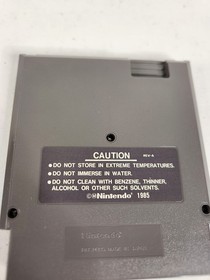 CAUTION
REV-A
● DO NOT STORE IN EXTREME TEMPERATURES.
● DO NOT IMMERSE IN WATER.
● DO NOT CLEAN WITH BENZENE, THINNER,
ALCOHOL OR OTHER SUCH SOLVENTS.
©®Nintendo® 1985